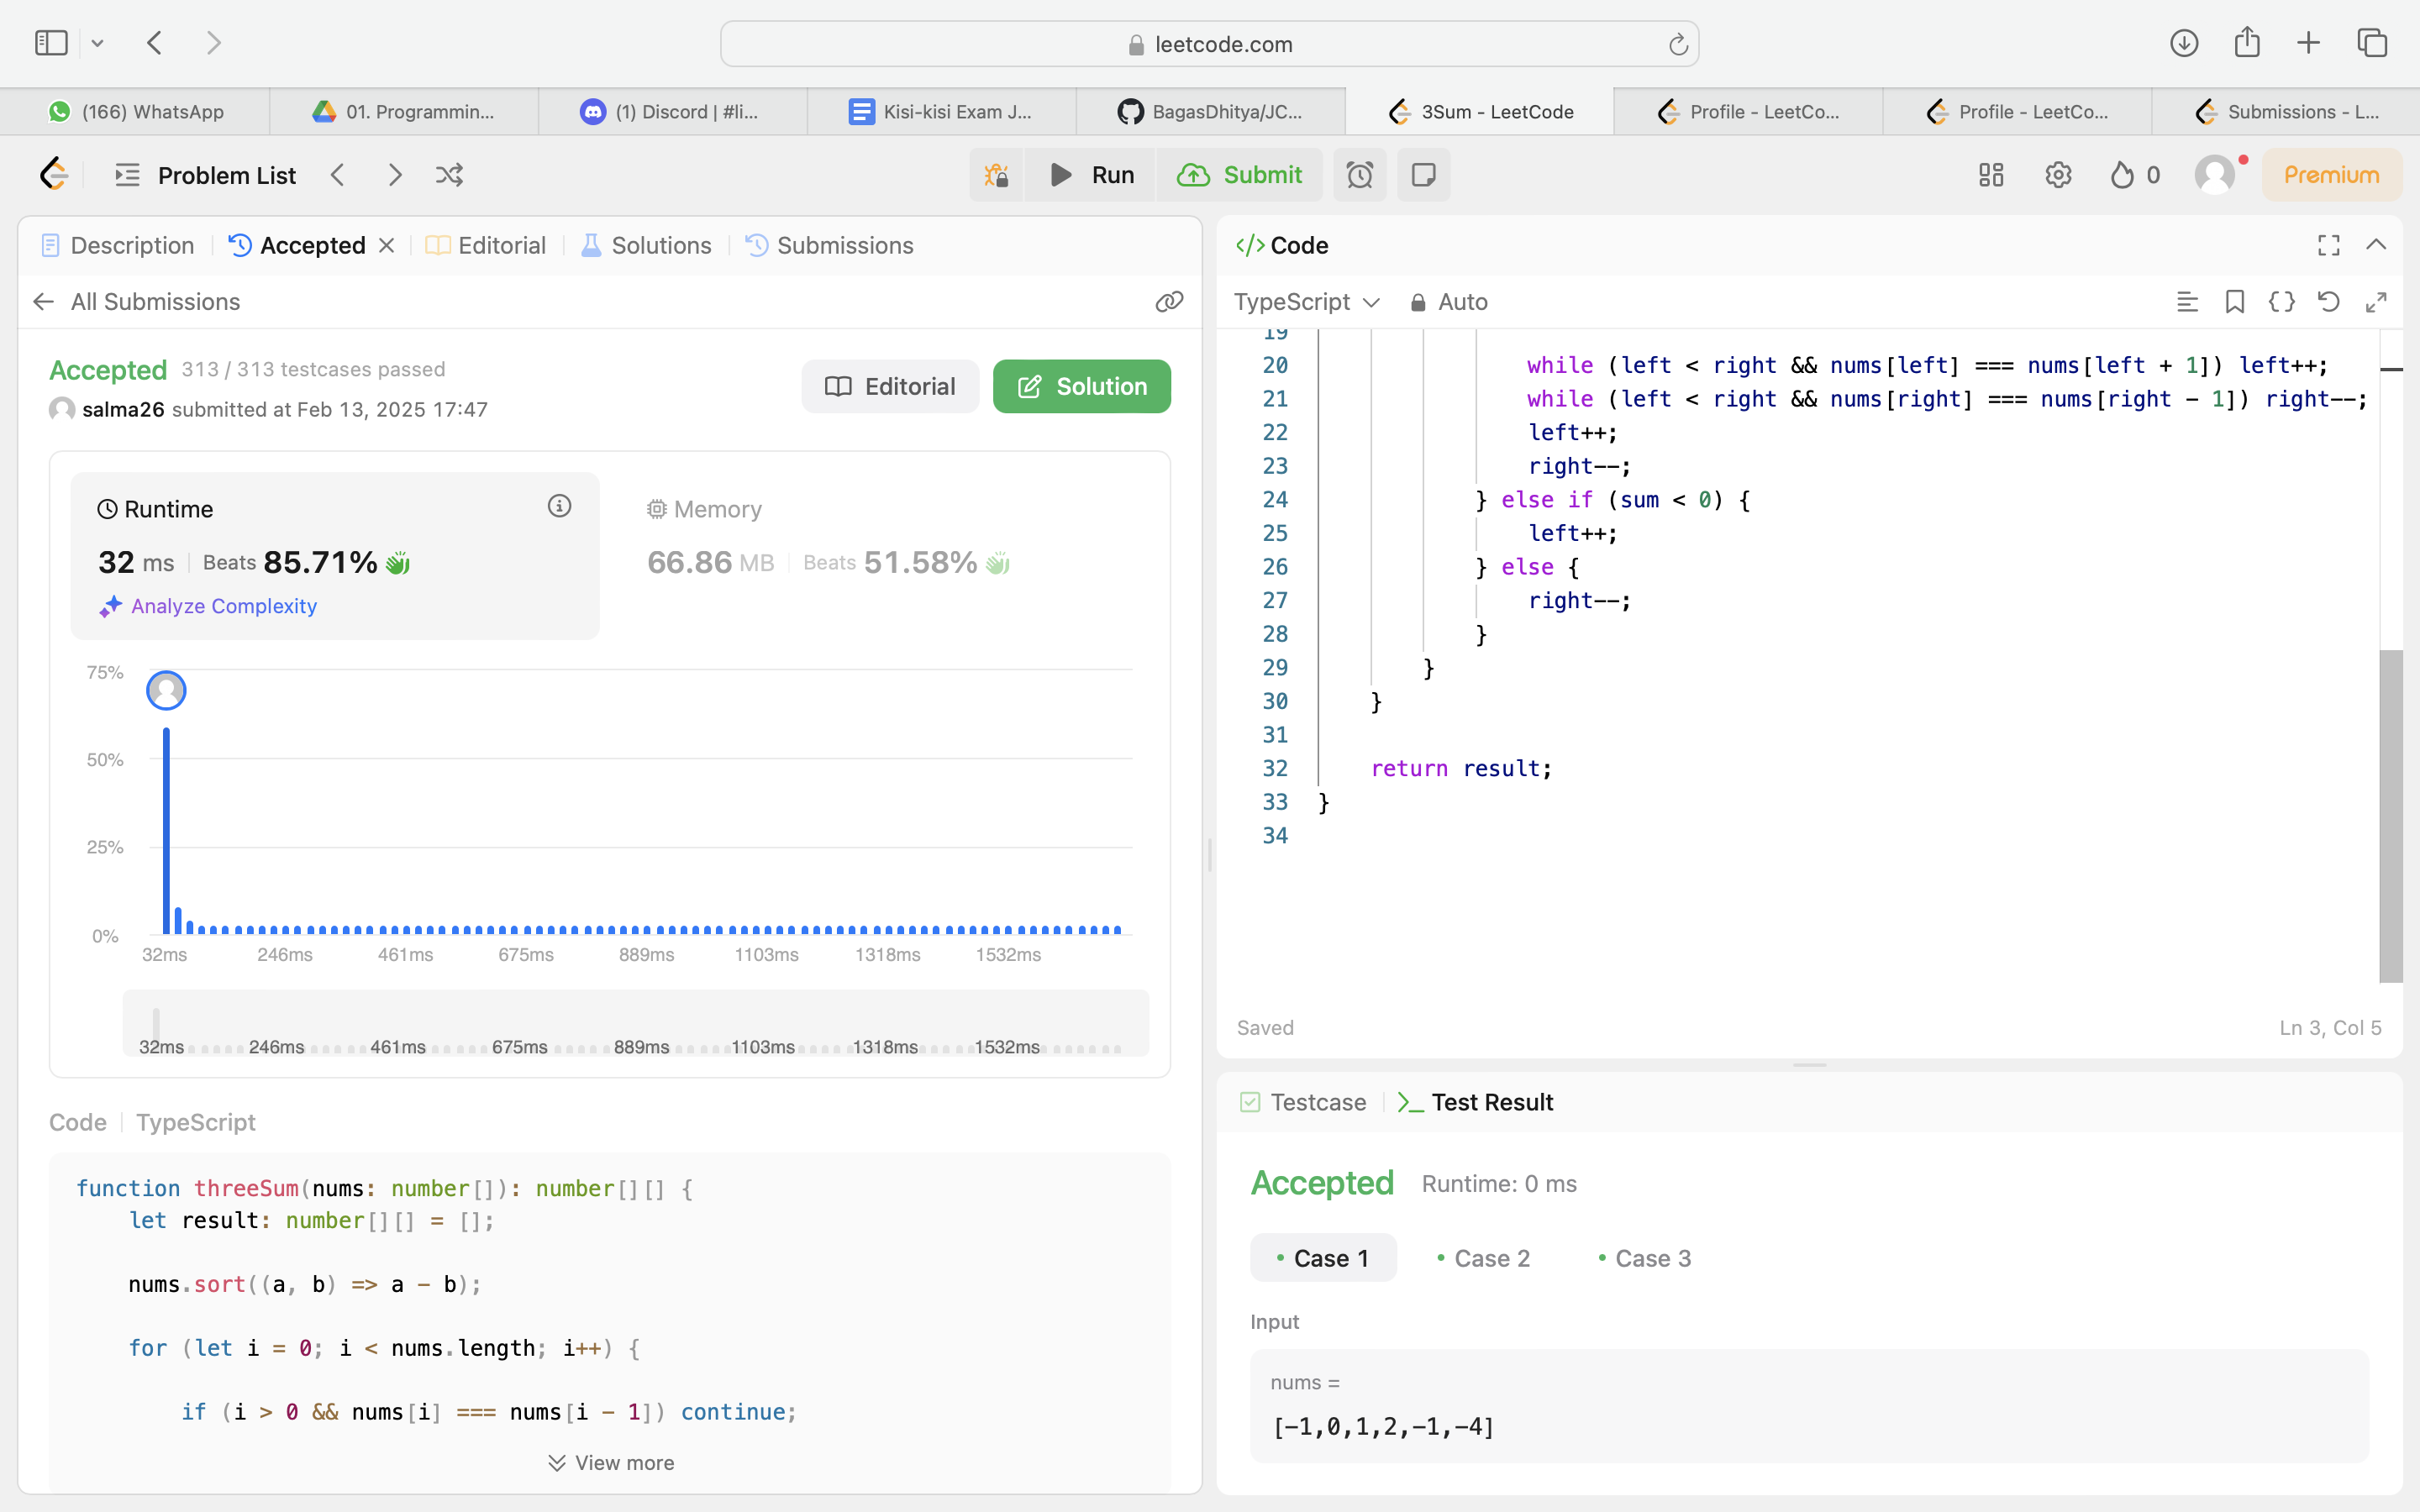 leetcode.com
(166) WhatsApp
01. Programmin...
(1) Discord | #li...
Kisi-kisi Exam J...
BagasDhitya/JC...
3Sum - LeetCode
Profile - LeetCo...
Profile - LeetCo...
Submissions - L...
Problem List
Run
Submit
0
Premium
Description
Accepted
Editorial
Solutions
Submissions
All Submissions
Accepted 313 / 313 testcases passed
salma26 submitted at Feb 13, 2025 17:47
Editorial
Solution
Runtime
32 ms | Beats 85.71%
Analyze Complexity
Memory
66.86 MB | Beats 51.58%
75%
50%
25%
0%
32ms 246ms 461ms 675ms 889ms 1103ms 1318ms 1532ms
32ms 246ms 461ms 675ms 889ms 1103ms 1318ms 1532ms
Code | TypeScript
function threeSum(nums: number[]): number[][] {
let result: number[][] = [];
nums.sort((a, b) => a - b);
for (let i = 0; i < nums.length; i++) {
if (i > 0 && nums[i] === nums[i - 1]) continue;
View more
</> Code
TypeScript
Auto
19
20 while (left < right && nums[left] === nums[left + 1]) left++;
21 while (left < right && nums[right] === nums[right - 1]) right--;
22 left++;
23 right--;
24 } else if (sum < 0) {
25 left++;
26 } else {
27 right--;
28 }
29 }
30 }
31
32 return result;
33 }
34
Saved
Ln 3, Col 5
Testcase
Test Result
Accepted Runtime: 0 ms
Case 1
Case 2
Case 3
Input
nums =
[-1,0,1,2,-1,-4]